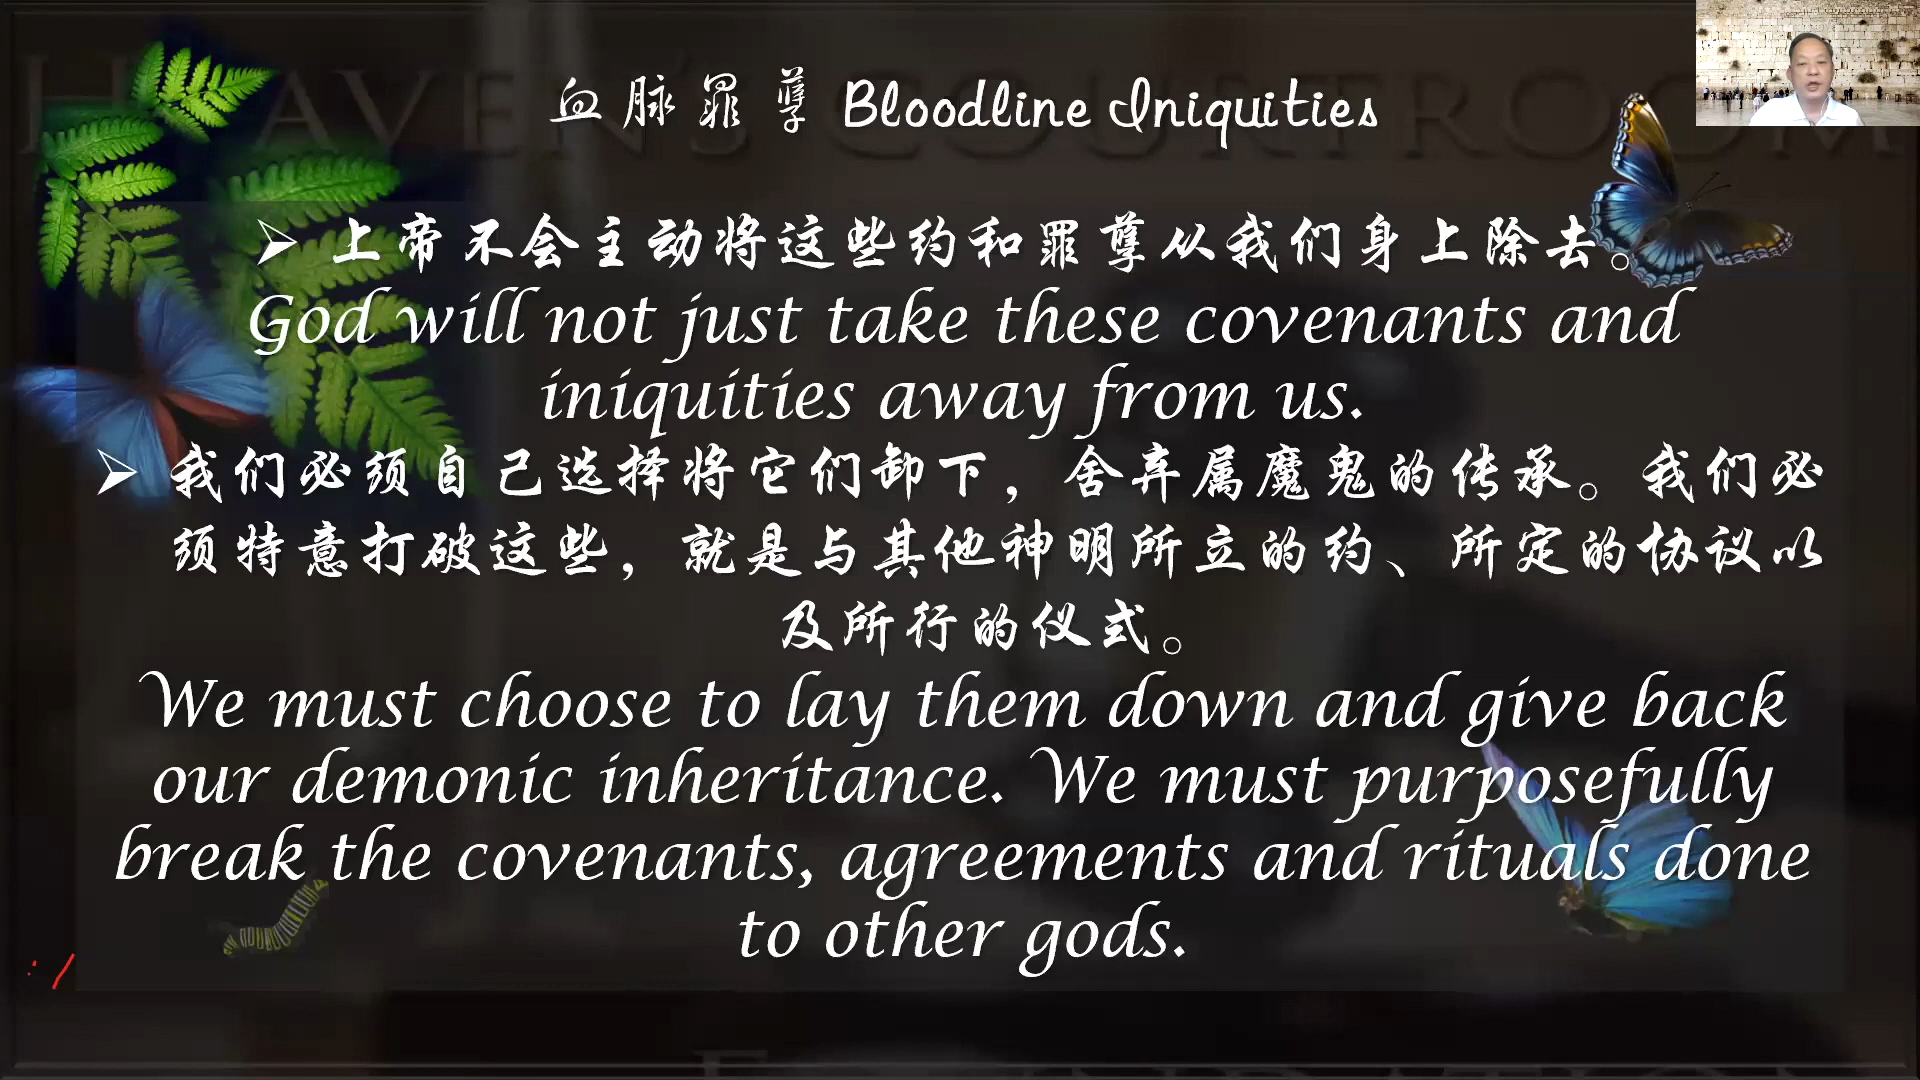 HEAVEN'S COURTROOM
血脉罪孽 Bloodline Iniquities
➢ 上帝不会主动将这些约和罪孽从我们身上除去。
God will not just take these covenants and
iniquities away from us.
➢ 我们必须自己选择将它们卸下，舍弃属魔鬼的传承。我们必
须特意打破这些，就是与其他神明所立的约、所定的协议以
及所行的仪式。
We must choose to lay them down and give back
our demonic inheritance. We must purposefully
break the covenants, agreements and rituals done
to other gods.